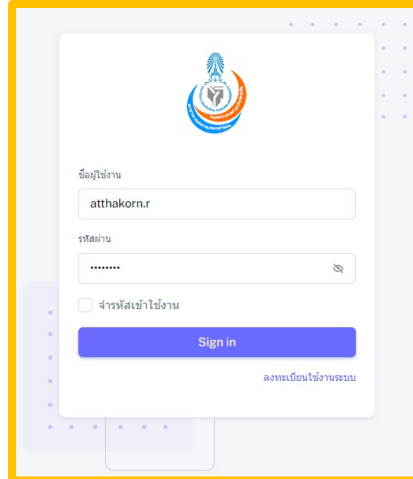 ชื่อผู้ใช้งาน
atthakorn.r
รหัสผ่าน
••••••••
จำรหัสเข้าใช้งาน
Sign in
ลงทะเบียนใช้งานระบบ